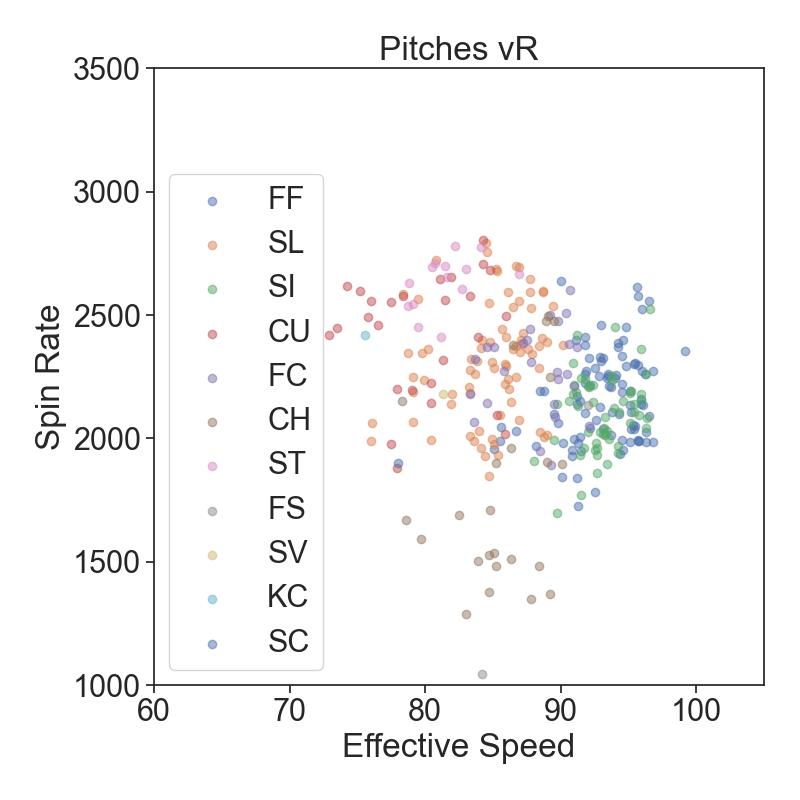 Pitches vR
3500
3000
2500
2000
1500
1000
Spin Rate
FF
SL
SI
CU
FC
CH
ST
FS
SV
KC
SC
60 70 80 90 100
Effective Speed